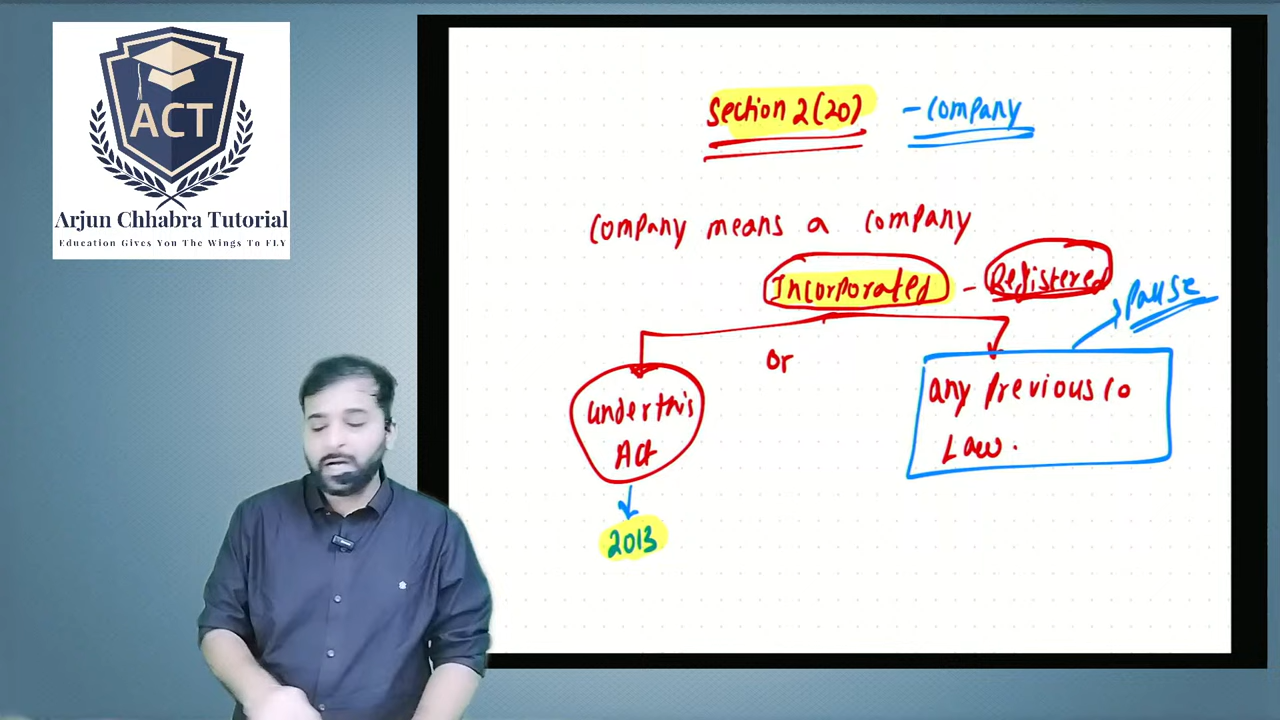 ACT
Arjun Chhabra Tutorial
Education Gives You The Wings To FLY
Section 2(20) - Company
Company means a company
Incorporated - Registered
Pause
or
under this
Act
any Previous Co
Law.
2013